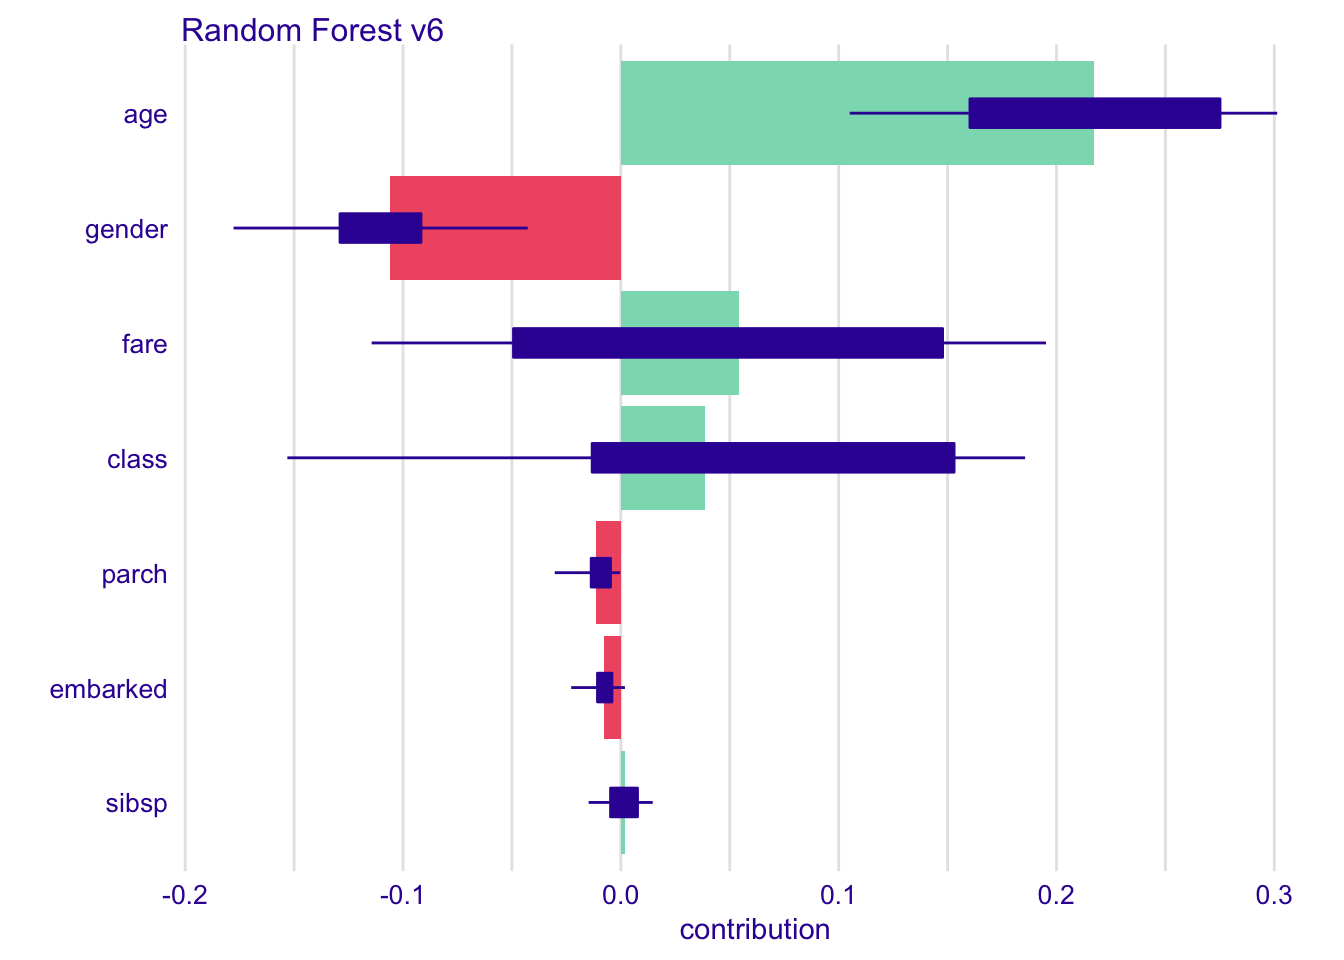 Random Forest v6
age
gender
fare
class
parch
embarked
sibsp
-0.2 -0.1 0.0 0.1 0.2 0.3
contribution